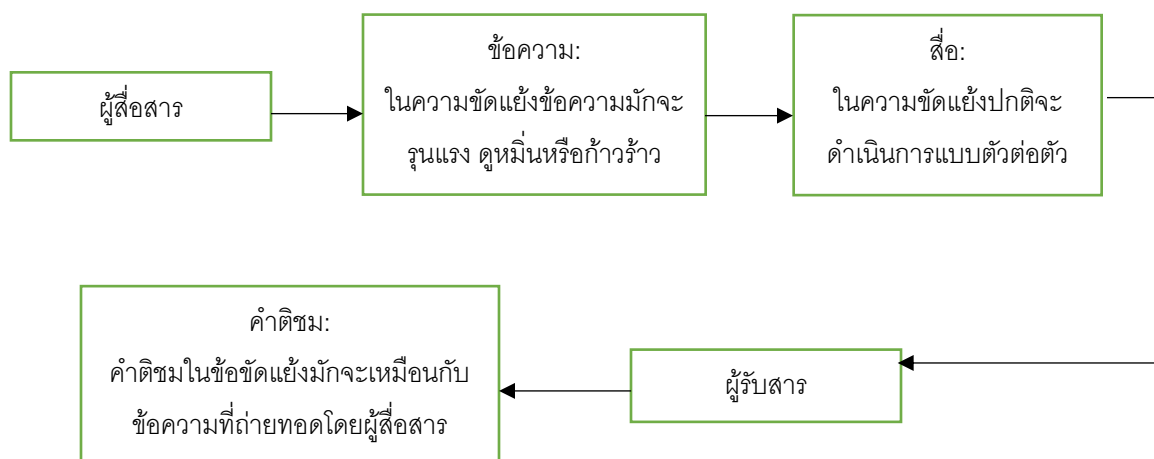 ผู้สื่อสาร
ข้อความ:
ในความขัดแย้งข้อความมักจะ
รุนแรง ดูหมิ่นหรือก้าวร้าว
สื่อ:
ในความขัดแย้งปกติจะ
ดำเนินการแบบตัวต่อตัว
คำติชม:
คำติชมในข้อขัดแย้งมักจะเหมือนกับ
ข้อความที่ถ่ายทอดโดยผู้สื่อสาร
ผู้รับสาร